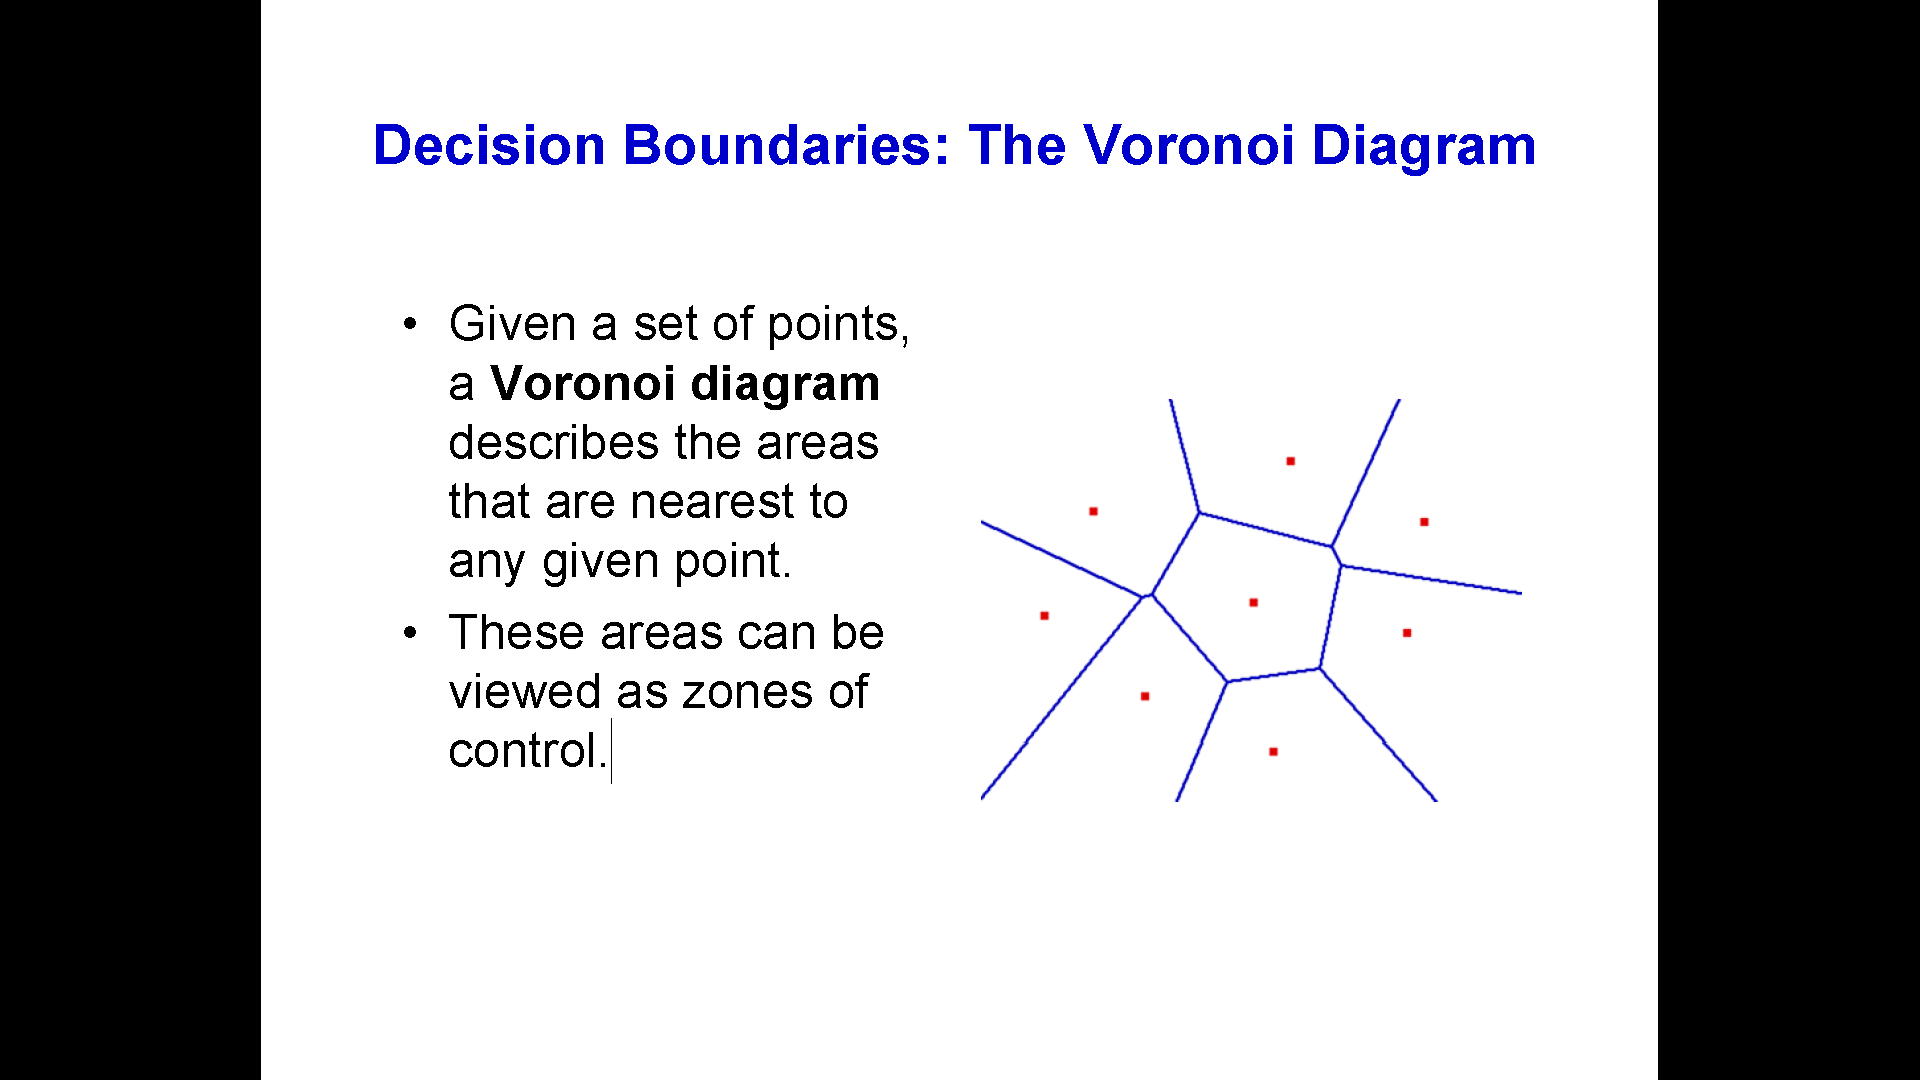 Decision Boundaries: The Voronoi Diagram
• Given a set of points,
a Voronoi diagram
describes the areas
that are nearest to
any given point.
• These areas can be
viewed as zones of
control.